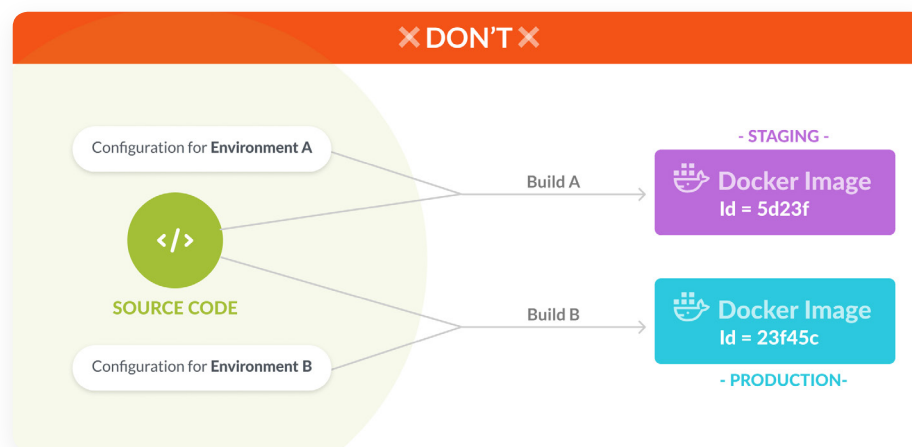 DON'T
Configuration for Environment A
</>
SOURCE CODE
Configuration for Environment B
Build A
Build B
- STAGING -
Docker Image
Id = 5d23f
Docker Image
Id = 23f45c
- PRODUCTION-